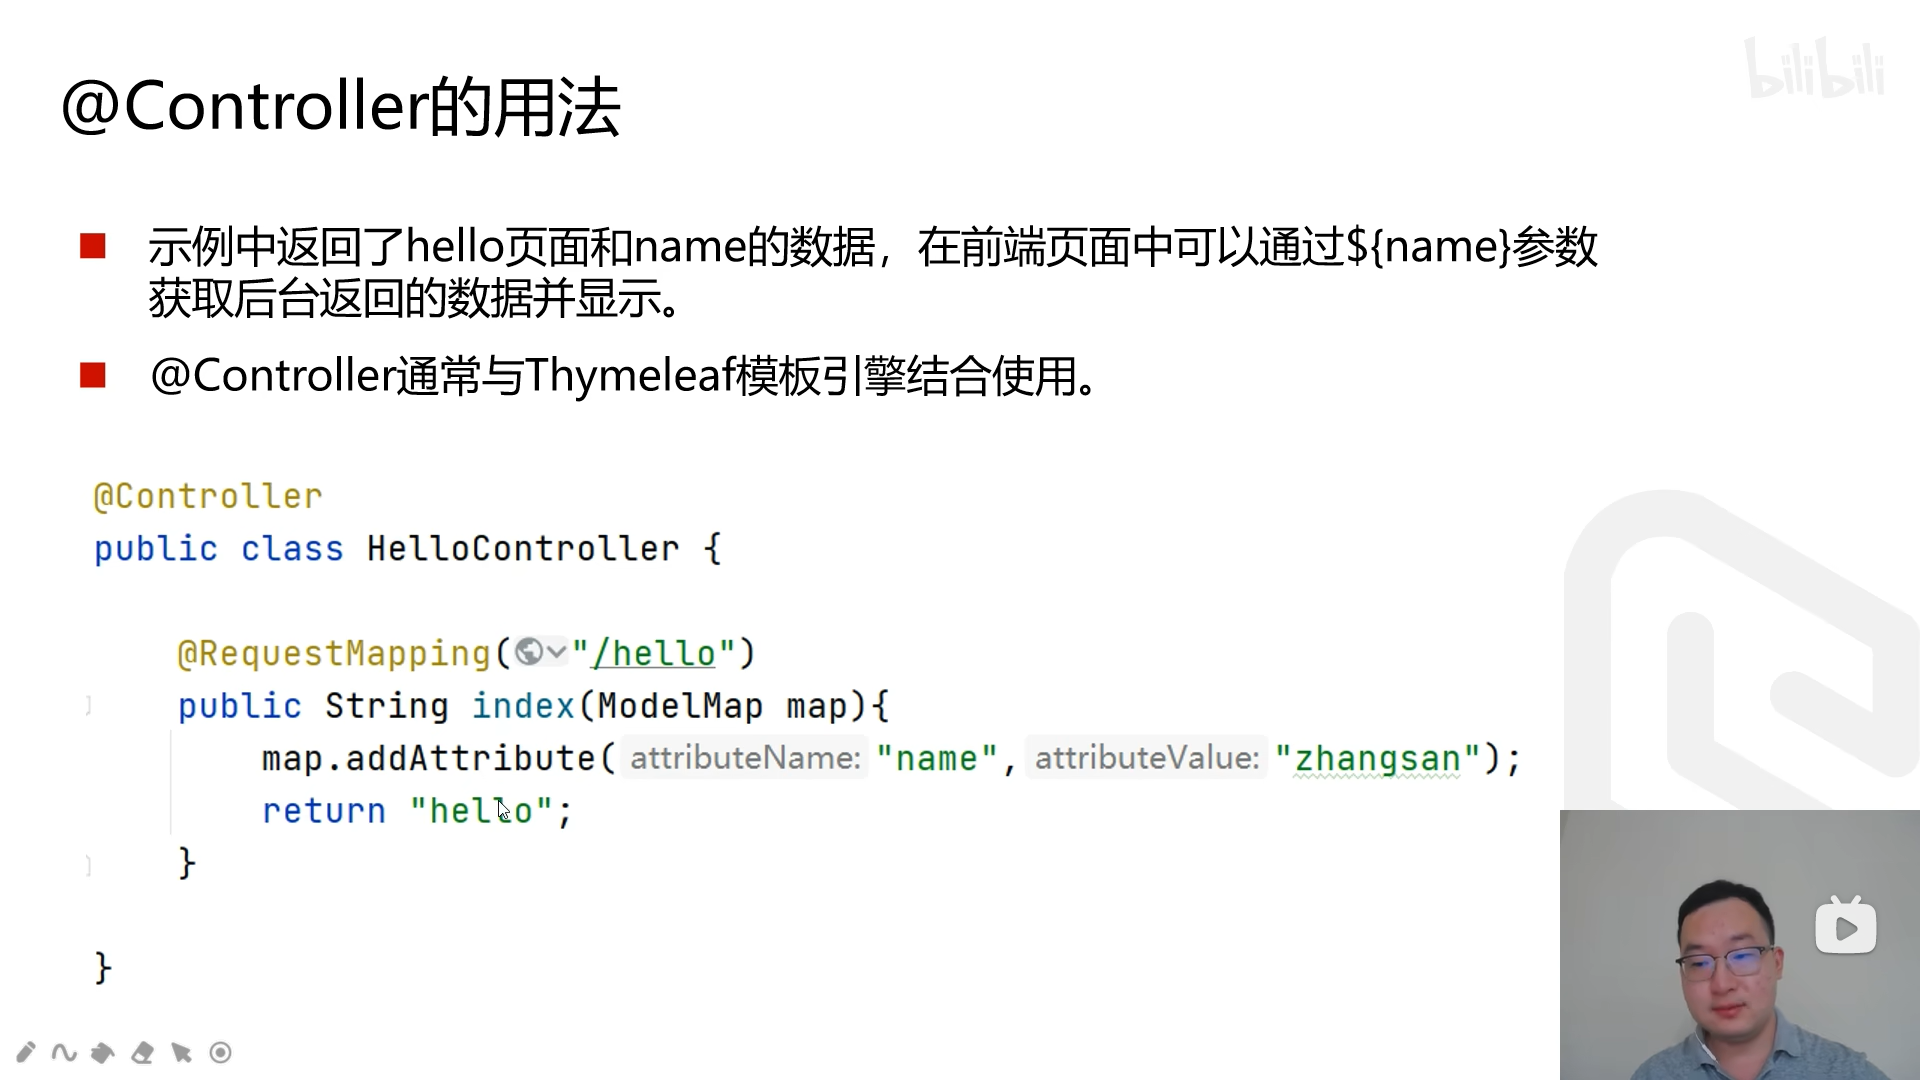 bilibili
@Controller的用法
示例中返回了hello页面和name的数据，在前端页面中可以通过${name}参数
获取后台返回的数据并显示。
@Controller通常与Thymeleaf模板引擎结合使用。
@Controller
public class HelloController {
@RequestMapping("/hello")
public String index(ModelMap map){
map.addAttribute( attributeName: "name", attributeValue: "zhangsan");
return "hello";
}
}